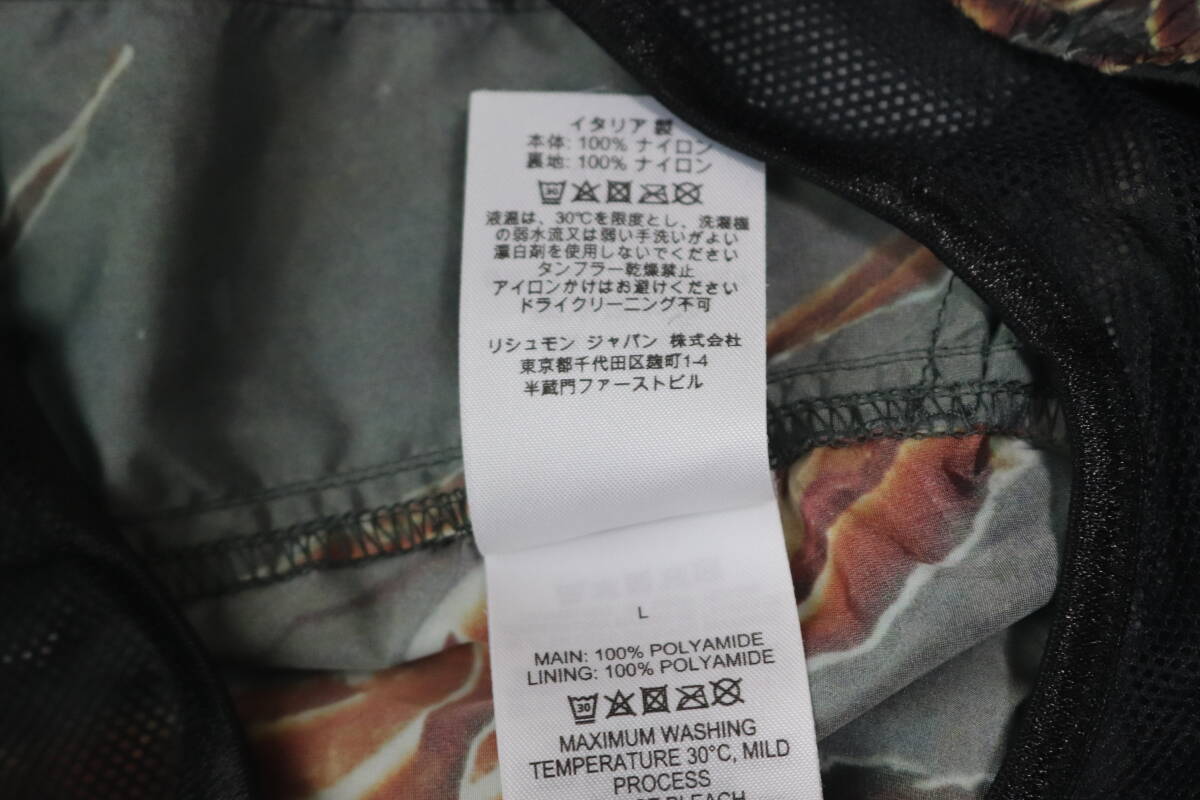 イタリア 製
本体: 100% ナイロン
裏地: 100% ナイロン
30
液温は、30℃を限度とし、洗濯機
の弱水流又は弱い手洗いがよい
漂白剤を使用しないでください
タンブラー乾燥禁止
アイロンかけはお避けください
ドライクリーニング不可
リシュモン ジャパン 株式会社
東京都千代田区麹町1-4
半蔵門ファーストビル
L
MAIN: 100% POLYAMIDE
LINING: 100% POLYAMIDE
30
MAXIMUM WASHING
TEMPERATURE 30°C, MILD
PROCESS
BLEACH